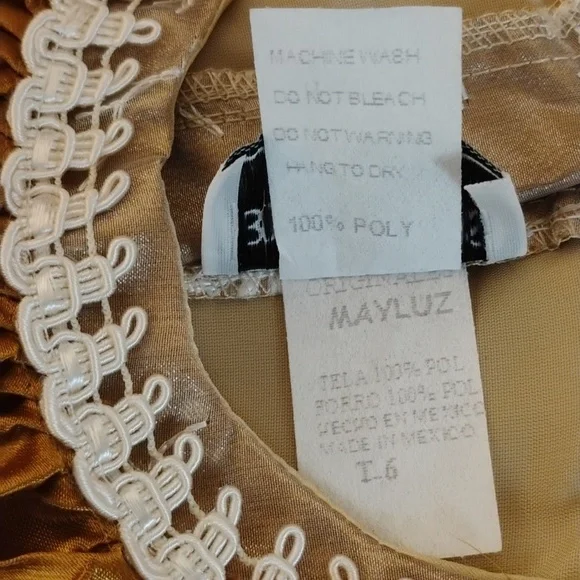 MACHINE WASH
DO NOT BLEACH
DO NOT WARNING
HANG TO DRY
100% POLY
ORIGINAL
MAYLUZ
TELA 100% POL
FORRO 100% POL
HECHO EN MEXICO
MADE IN MEXICO
T-6